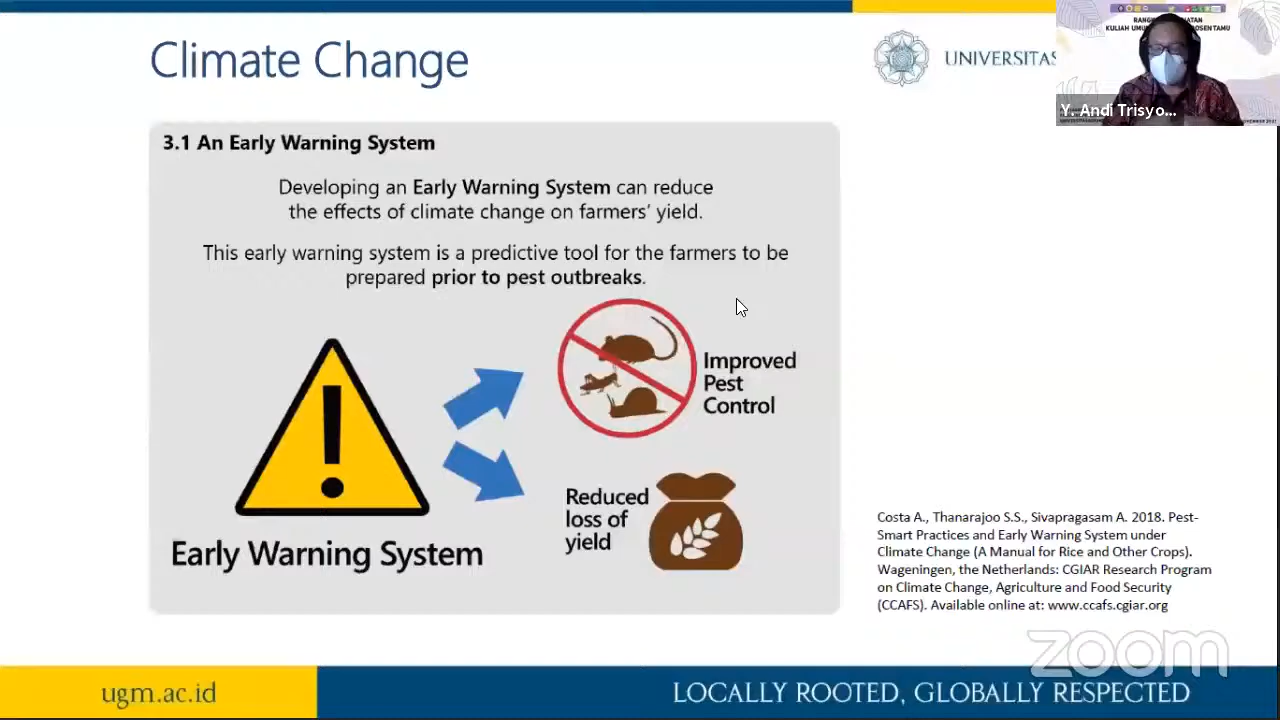 Climate Change
UNIVERSITAS
KULIAH UMUM
Y. Andi Trisyo...
3.1 An Early Warning System
Developing an Early Warning System can reduce
the effects of climate change on farmers' yield.
This early warning system is a predictive tool for the farmers to be
prepared prior to pest outbreaks.
Improved
Pest
Control
Reduced
loss of
yield
Early Warning System
Costa A., Thanarajoo S.S., Sivapragasam A. 2018. Pest-
Smart Practices and Early Warning System under
Climate Change (A Manual for Rice and Other Crops).
Wageningen, the Netherlands: CGIAR Research Program
on Climate Change, Agriculture and Food Security
(CCAFS). Available online at: www.ccafs.cgiar.org
zoom
ugm.ac.id
LOCALLY ROOTED, GLOBALLY RESPECTED